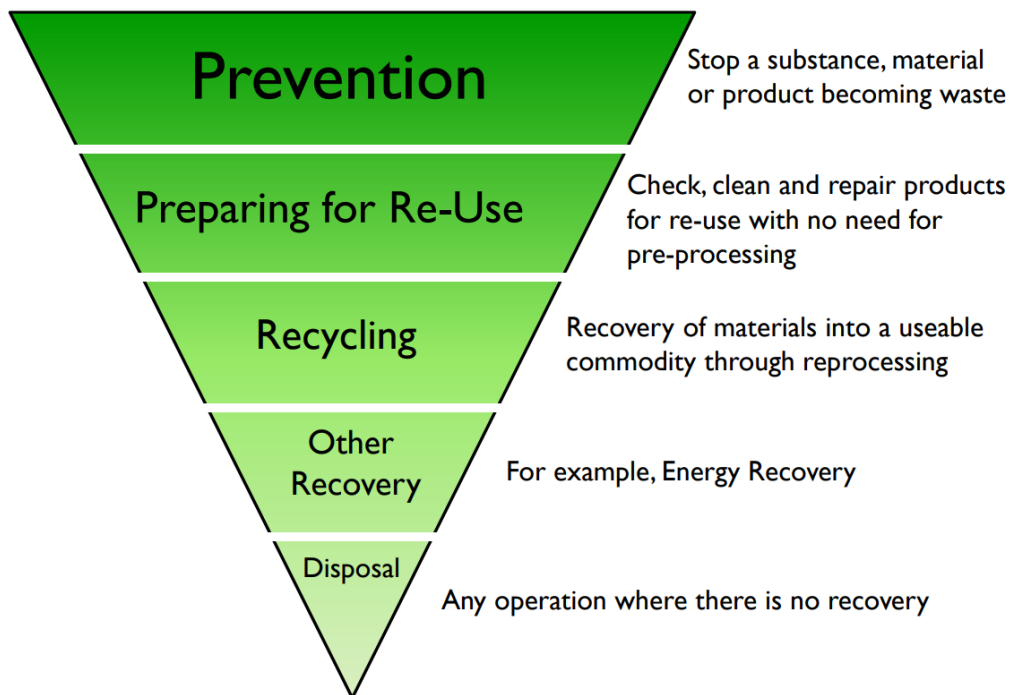 Prevention
Stop a substance, material
or product becoming waste
Preparing for Re-Use
Check, clean and repair products
for re-use with no need for
pre-processing
Recycling
Recovery of materials into a useable
commodity through reprocessing
Other
Recovery
For example, Energy Recovery
Disposal
Any operation where there is no recovery